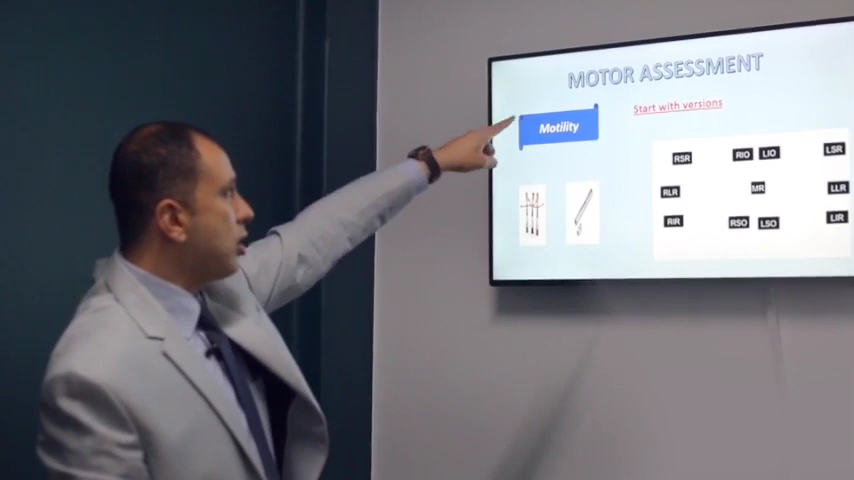 MOTOR ASSESSMENT
Start with versions
Motility
RSR RIO LIO LSR
RLR MR LLR
RIR RSO LSO LIR